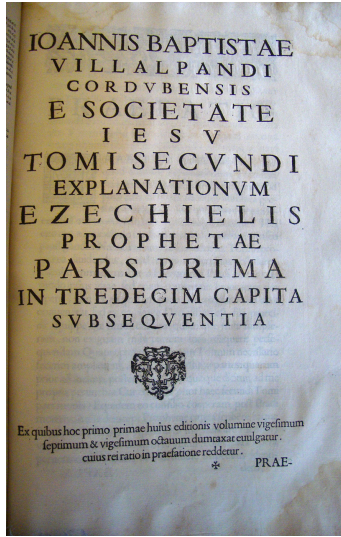 IOANNIS BAPTISTAE
VILLALPANDI
CORDVBENSIS
E SOCIETATE
IESV
TOMI SECVNDI
EXPLANATIONVM
EZECHIELIS
PROPHETAE
PARS PRIMA
IN TREDECIM CAPITA
SVBSEQVENTIA
Ex quibus hoc primo primae huius editionis volumine vigesimum
septimum & vigesimum octauum dumtaxat euulgatur.
cuius rei ratio in praefatione reddetur.
✠ PRAE-